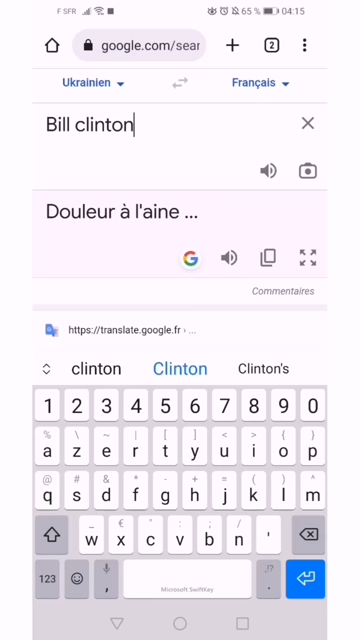 F SFR 65 % 04:15
google.com/sear
2
Ukrainien Français
Bill clinton
Douleur à l'aine ...
Commentaires
https://translate.google.fr › ...
clinton Clinton Clinton's
1 2 3 4 5 6 7 8 9 0
% \ ~ | [ ] < > { }
a z e r t y u i o p
@ # & * - + = ( ) ^
q s d f g h j k l m
_ € " : ; / 
w x c v b n '
123 , Microsoft SwiftKey ,!? .